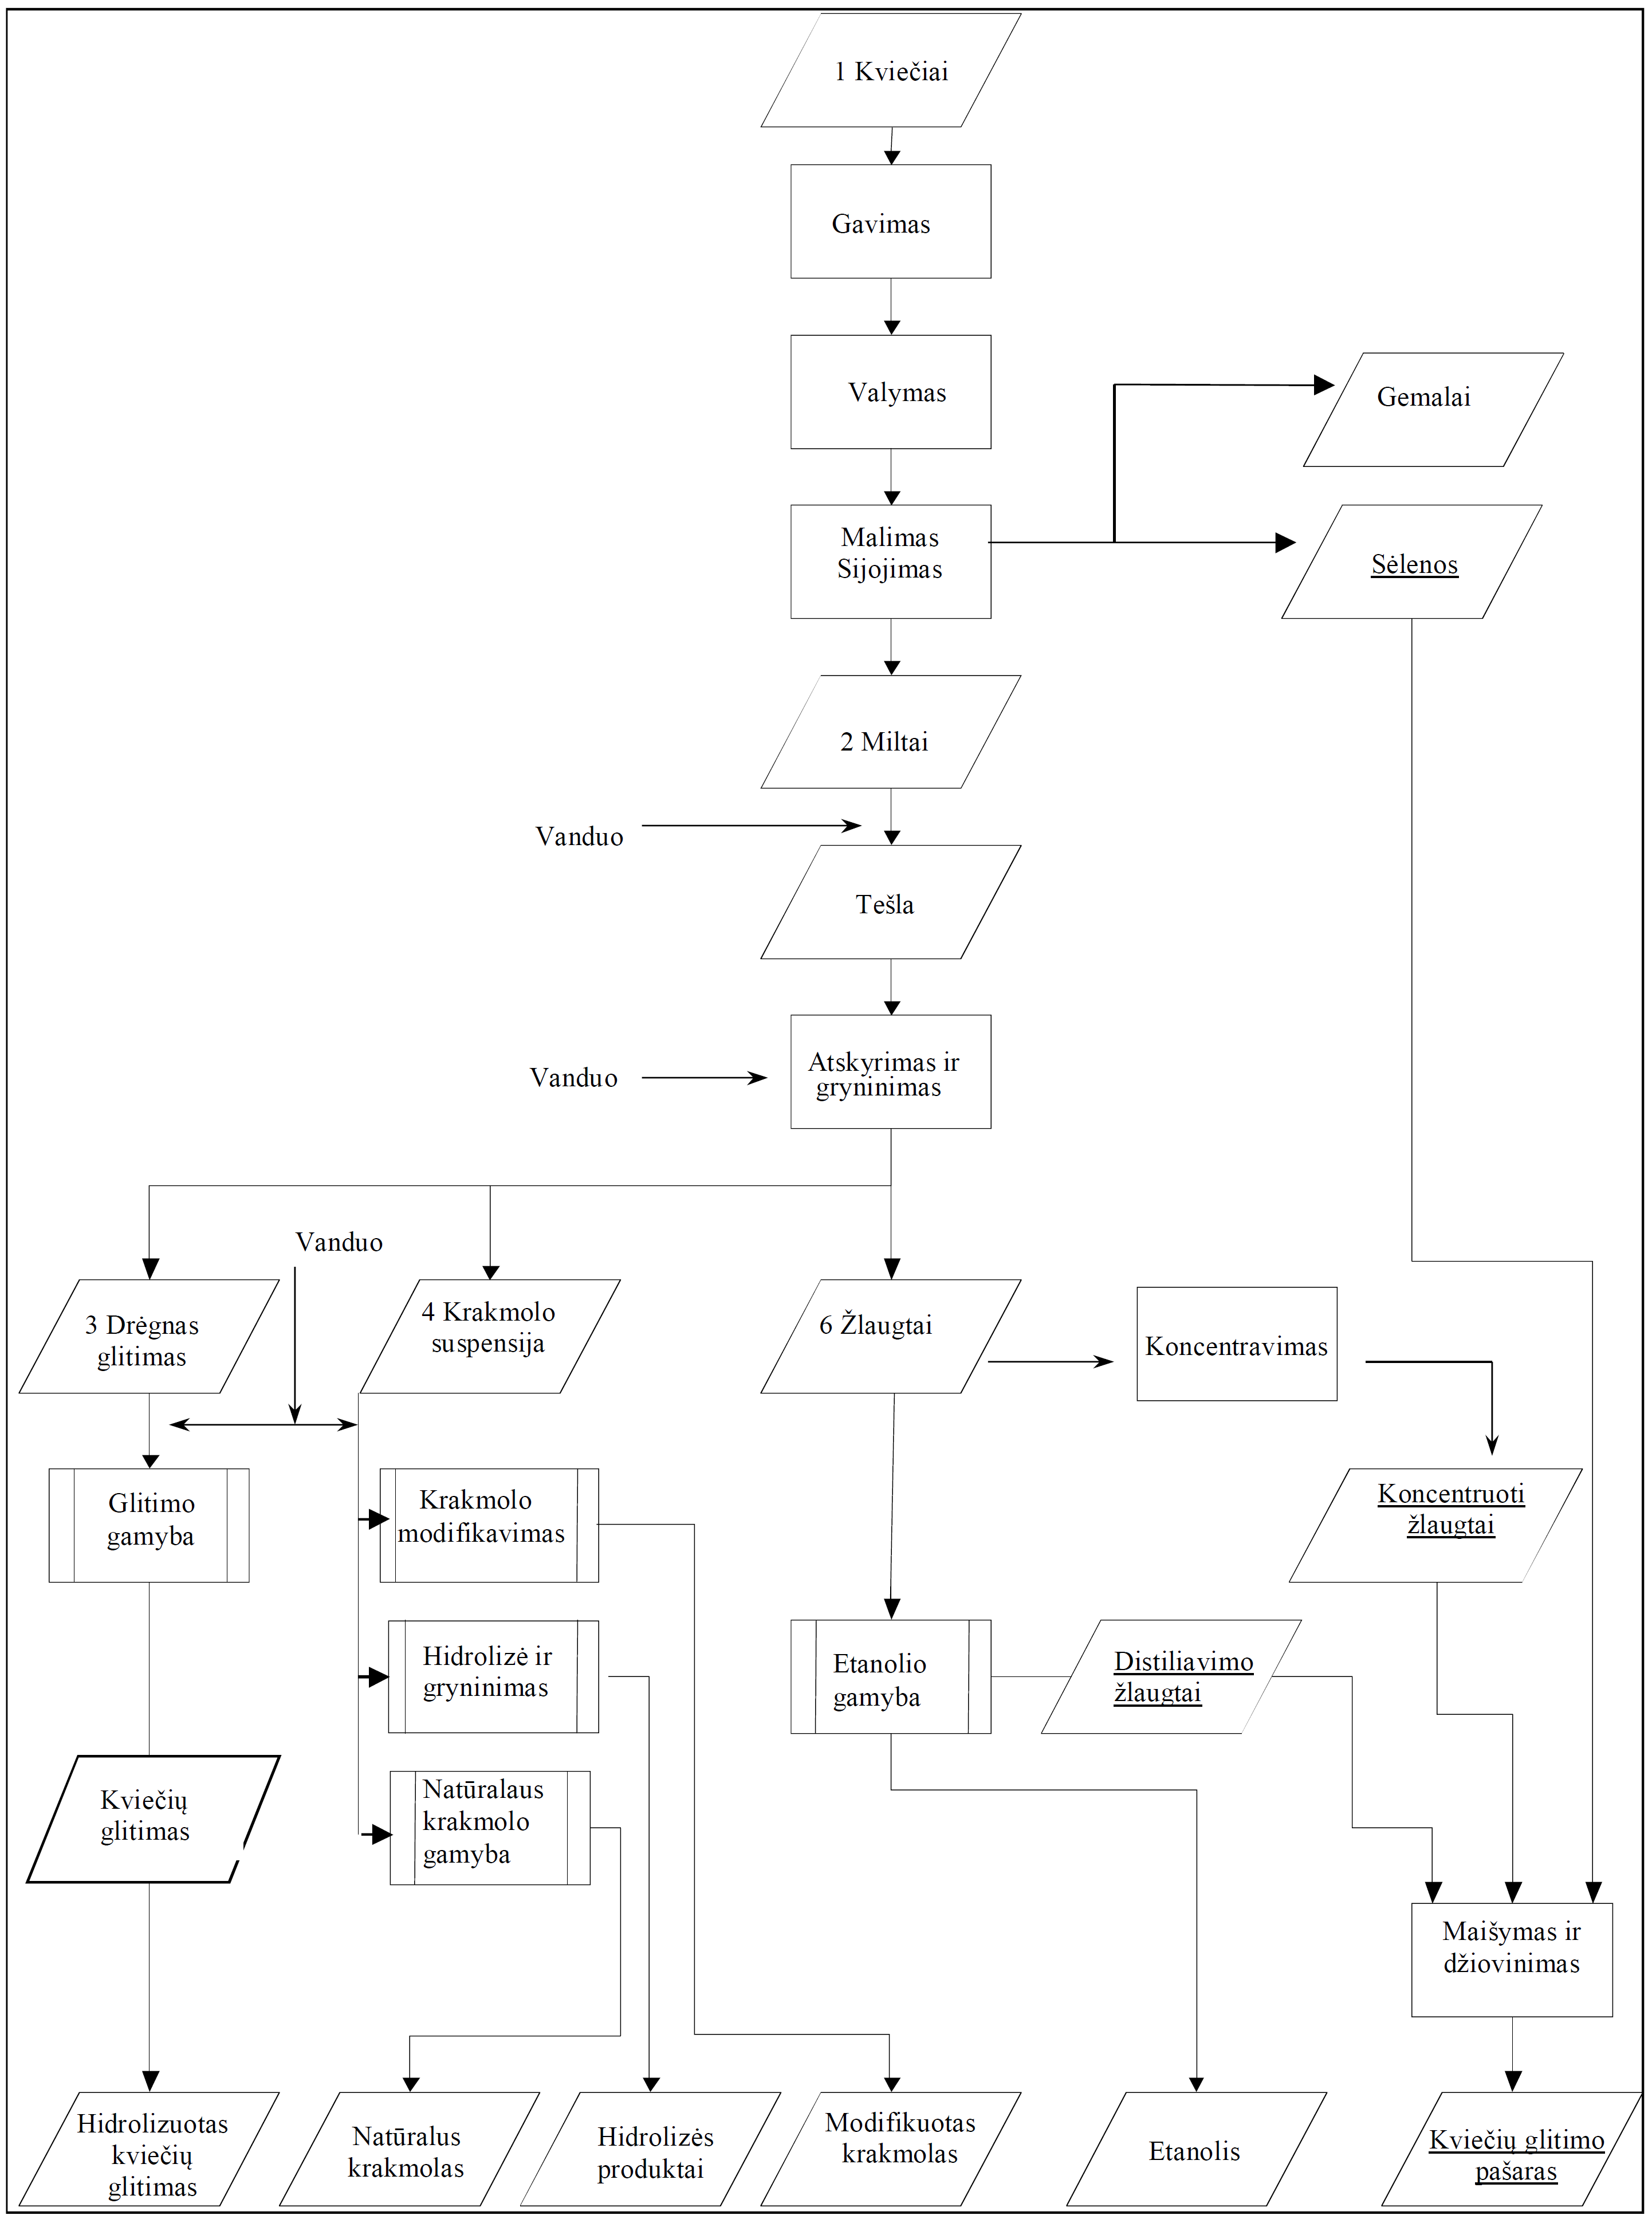 1 Kviečiai
Gavimas
Valymas
Gemalai
Malimas
Sijojimas
Sėlenos
2 Miltai
Vanduo
Tešla
Atskyrimas ir
gryninimas
Vanduo
Vanduo
3 Drėgnas
glitimas
4 Krakmolo
suspensija
6 Žlaugtai
Koncentravimas
Glitimo
gamyba
Krakmolo
modifikavimas
Koncentruoti
žlaugtai
Hidrolizė ir
gryninimas
Etanolio
gamyba
Distiliavimo
žlaugtai
Kviečių
glitimas
Natūralaus
krakmolo
gamyba
Maišymas ir
džiovinimas
Hidrolizuotas
kviečių
glitimas
Natūralus
krakmolas
Hidrolizės
produktai
Modifikuotas
krakmolas
Etanolis
Kviečių glitimo
pašaras